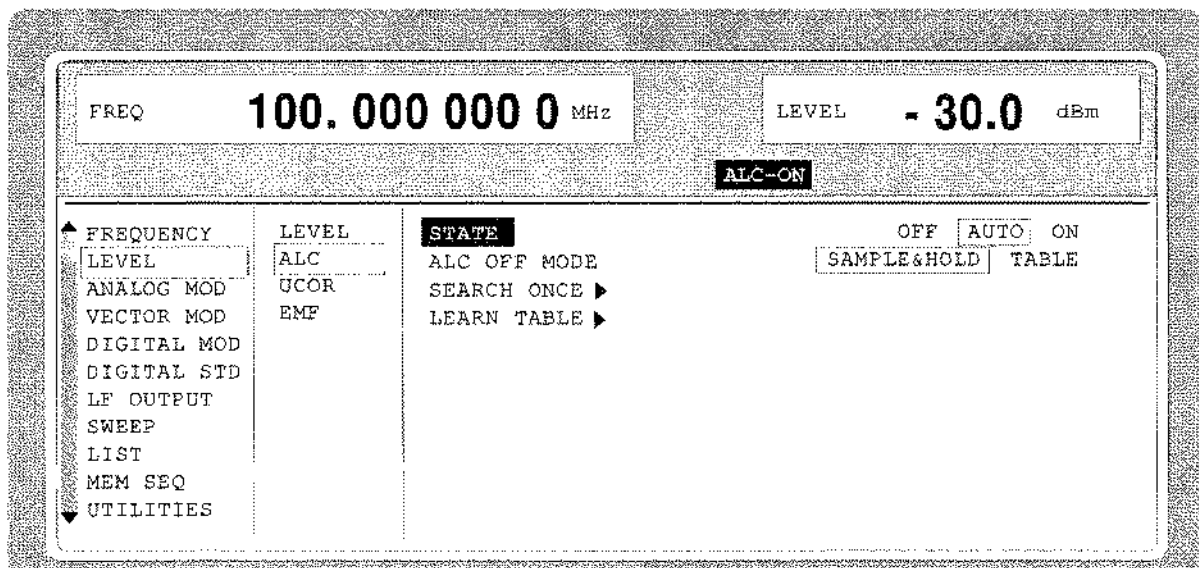 FREQ 100. 000 000 0 MHz LEVEL - 30.0 dBm
ALC-ON
FREQUENCY LEVEL STATE OFF AUTO ON
LEVEL ALC ALC OFF MODE SAMPLE&HOLD TABLE
ANALOG MOD UCOR SEARCH ONCE ▶
VECTOR MOD EMF LEARN TABLE ▶
DIGITAL MOD
DIGITAL STD
LF OUTPUT
SWEEP
LIST
MEM SEQ
UTILITIES